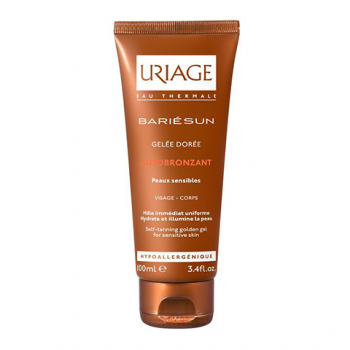 URIAGE
EAU THERMALE
BARIÉSUN
GELÉE DORÉE
AUTOBRONZANT
Peaux sensibles
VISAGE - CORPS
Hâle immédiat uniforme
Hydrate et illumine la peau
Self-tanning golden gel
for sensitive skin
HYPOALLERGÉNIQUE
100ml ℮ 3.4fl.oz.